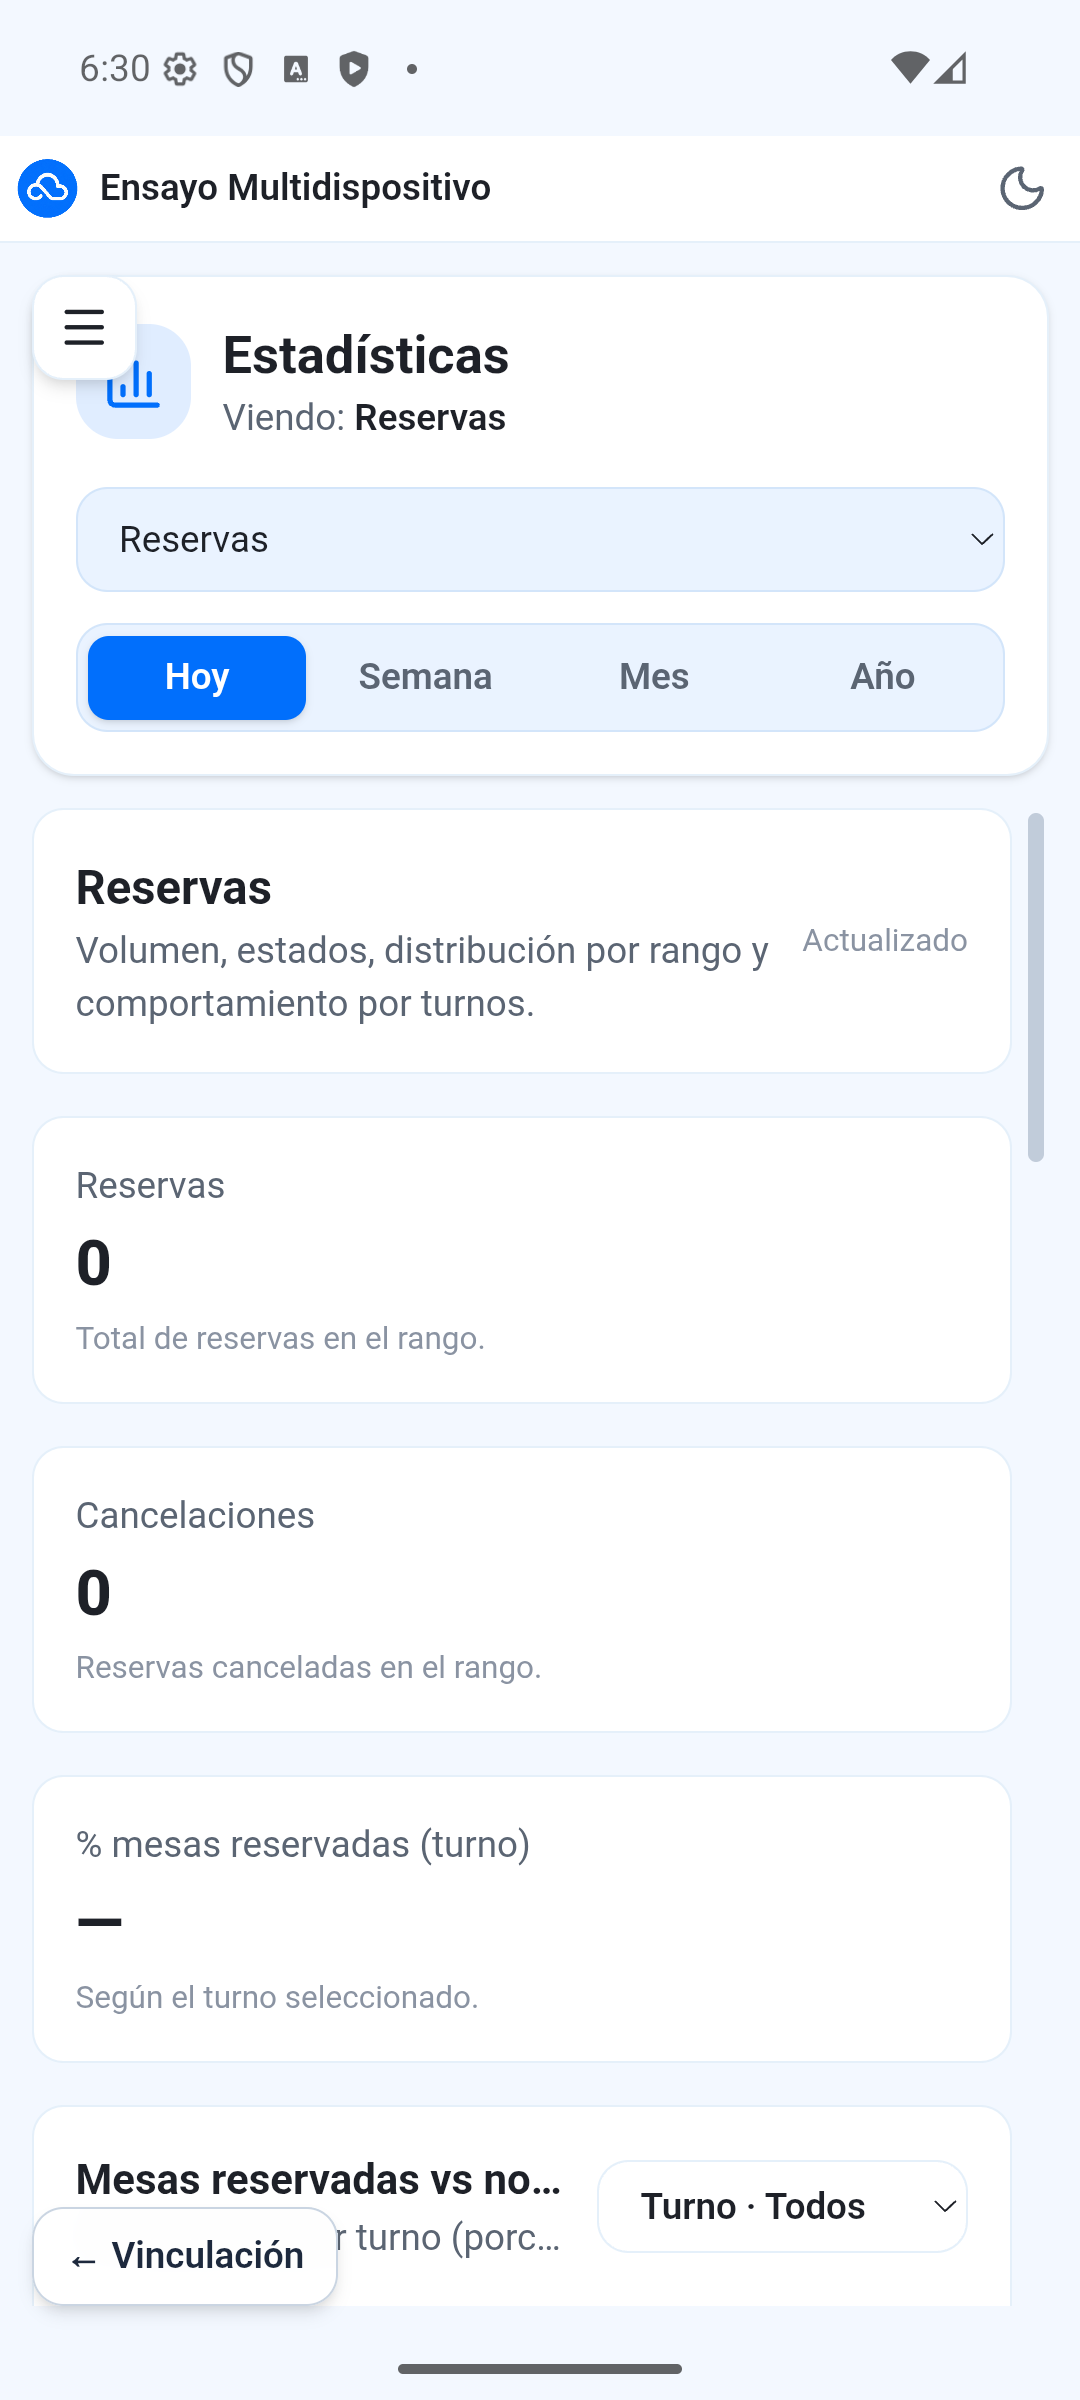 6:30
Ensayo Multidispositivo
Estadísticas
Viendo: Reservas
Reservas
Hoy Semana Mes Año
Reservas
Volumen, estados, distribución por rango y
comportamiento por turnos.
Actualizado
Reservas
0
Total de reservas en el rango.
Cancelaciones
0
Reservas canceladas en el rango.
% mesas reservadas (turno)
—
Según el turno seleccionado.
Mesas reservadas vs no…
Turno · Todos
turno (porc…
← Vinculación